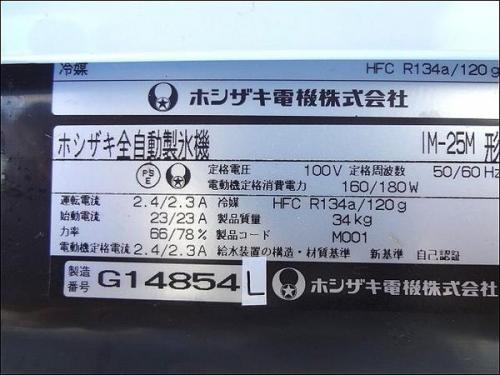 冷媒 HFC R134a/120g
ホシザキ電機株式会社
ホシザキ全自動製氷機 IM-25M 形
PS E 定格電圧 100V 定格周波数 50/60Hz
電動機定格消費電力 160/180W
運転電流 2.4/2.3A 冷媒 HFC R134a/120g
始動電流 23/23A 製品質量 34kg
力率 66/78% 製品コード M001
電動機定格電流 2.4/2.3A 給水装置の構造・材質基準 新基準 自己認証
製造番号 G14854L ホシザキ電機株式会社